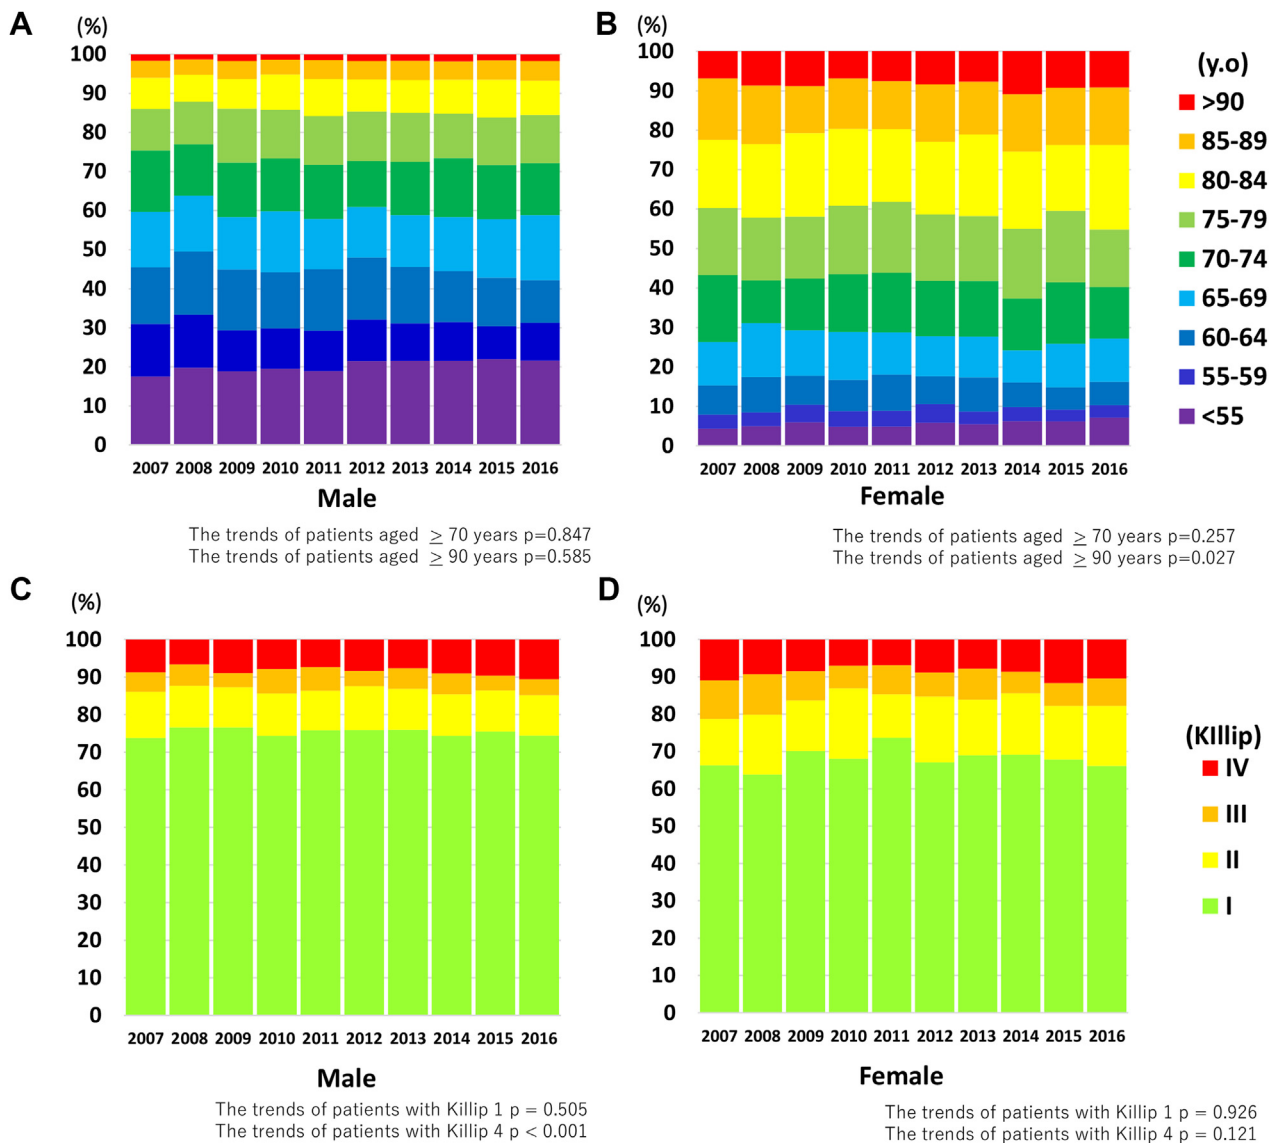 A
(%)
100
90
80
70
60
50
40
30
20
10
0
2007 2008 2009 2010 2011 2012 2013 2014 2015 2016
Male
The trends of patients aged ≥ 70 years p=0.847
The trends of patients aged ≥ 90 years p=0.585
B
(%)
100
90
80
70
60
50
40
30
20
10
0
2007 2008 2009 2010 2011 2012 2013 2014 2015 2016
Female
The trends of patients aged ≥ 70 years p=0.257
The trends of patients aged ≥ 90 years p=0.027
(y.o)
>90
85-89
80-84
75-79
70-74
65-69
60-64
55-59
<55
C
(%)
100
90
80
70
60
50
40
30
20
10
0
2007 2008 2009 2010 2011 2012 2013 2014 2015 2016
Male
The trends of patients with Killip 1 p = 0.505
The trends of patients with Killip 4 p < 0.001
D
(%)
100
90
80
70
60
50
40
30
20
10
0
2007 2008 2009 2010 2011 2012 2013 2014 2015 2016
Female
The trends of patients with Killip 1 p = 0.926
The trends of patients with Killip 4 p = 0.121
(KIllip)
IV
III
II
I